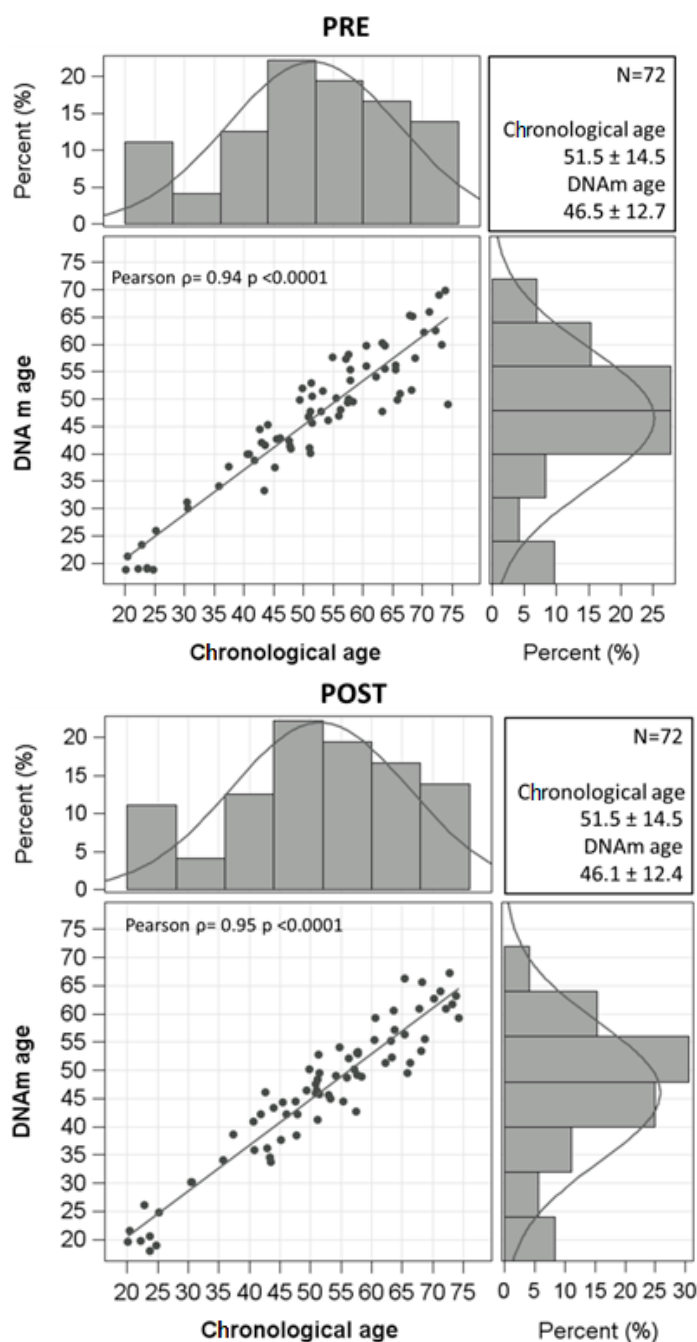 PRE
Percent (%)
20
15
10
5
0
N=72
Chronological age
51.5 ± 14.5
DNAm age
46.5 ± 12.7
DNA m age
75
70
65
60
55
50
45
40
35
30
25
20
Pearson ρ= 0.94 p <0.0001
20 25 30 35 40 45 50 55 60 65 70 75
Chronological age
0 5 10 15 20 25
Percent (%)
POST
Percent (%)
20
15
10
5
0
N=72
Chronological age
51.5 ± 14.5
DNAm age
46.1 ± 12.4
DNAm age
75
70
65
60
55
50
45
40
35
30
25
20
Pearson ρ= 0.95 p <0.0001
20 25 30 35 40 45 50 55 60 65 70 75
Chronological age
0 5 10 15 20 25 30
Percent (%)